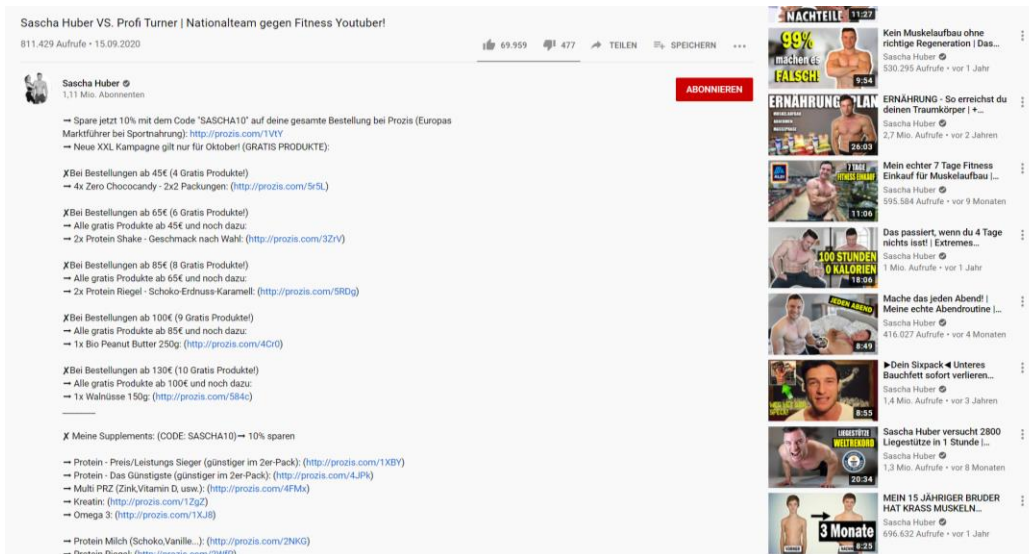 Sascha Huber VS. Profi Turner | Nationalteam gegen Fitness Youtuber!
811.429 Aufrufe • 15.09.2020
69.959
477
TEILEN
SPEICHERN
Sascha Huber
1,11 Mio. Abonnenten
ABONNIEREN
→ Spare jetzt 10% mit dem Code "SASCHA10" auf deine gesamte Bestellung bei Prozis (Europas
Marktführer bei Sportnahrung): http://prozis.com/1VtY
→ Neue XXL Kampagne gilt nur für Oktober! (GRATIS PRODUKTE):
✗Bei Bestellungen ab 45€ (4 Gratis Produkte!)
→ 4x Zero Chococandy - 2x2 Packungen: (http://prozis.com/5r5L)
✗Bei Bestellungen ab 65€ (6 Gratis Produkte!)
→ Alle gratis Produkte ab 45€ und noch dazu:
→ 2x Protein Shake - Geschmack nach Wahl: (http://prozis.com/3ZrV)
✗Bei Bestellungen ab 85€ (8 Gratis Produkte!)
→ Alle gratis Produkte ab 65€ und noch dazu:
→ 2x Protein Riegel - Schoko-Erdnuss-Karamell: (http://prozis.com/5RDg)
✗Bei Bestellungen ab 100€ (9 Gratis Produkte!)
→ Alle gratis Produkte ab 85€ und noch dazu:
→ 1x Bio Peanut Butter 250g: (http://prozis.com/4Cr0)
✗Bei Bestellungen ab 130€ (10 Gratis Produkte!)
→ Alle gratis Produkte ab 100€ und noch dazu:
→ 1x Walnüsse 150g: (http://prozis.com/584c)
✗ Meine Supplements: (CODE: SASCHA10)→ 10% sparen
→ Protein - Preis/Leistungs Sieger (günstiger im 2er-Pack): (http://prozis.com/1XBY)
→ Protein - Das Günstigste (günstiger im 2er-Pack): (http://prozis.com/4JPk)
→ Multi PRZ (Zink,Vitamin D, usw.): (http://prozis.com/4FMx)
→ Kreatin: (http://prozis.com/1ZgZ)
→ Omega 3: (http://prozis.com/1XJ8)
→ Protein Milch (Schoko,Vanille...): (http://prozis.com/2NKG)
→ Protein Riegel: (http://prozis.com/2WfP)
NACHTEILE
11:27
99%
machen es
FALSCH!
9:54
Kein Muskelaufbau ohne
richtige Regeneration | Das...
Sascha Huber
530.295 Aufrufe • vor 1 Jahr
ERNÄHRUNG PLAN
26:03
ERNÄHRUNG - So erreichst du
deinen Traumkörper | +...
Sascha Huber
2,7 Mio. Aufrufe • vor 2 Jahren
7 TAGE
FITNESS EINKAUF
11:06
Mein echter 7 Tage Fitness
Einkauf für Muskelaufbau |...
Sascha Huber
595.584 Aufrufe • vor 9 Monaten
100 STUNDEN
0 KALORIEN
18:06
Das passiert, wenn du 4 Tage
nichts isst! | Extremes...
Sascha Huber
1 Mio. Aufrufe • vor 1 Jahr
JEDEN ABEND!
8:49
Mache das jeden Abend! |
Meine echte Abendroutine |...
Sascha Huber
416.027 Aufrufe • vor 4 Monaten
8:55
▶Dein Sixpack◀ Unteres
Bauchfett sofort verlieren...
Sascha Huber
1,4 Mio. Aufrufe • vor 3 Jahren
LIEGESTÜTZE
WELTREKORD
20:34
Sascha Huber versucht 2800
Liegestütze in 1 Stunde |...
Sascha Huber
1,3 Mio. Aufrufe • vor 8 Monaten
3 Monate
8:25
MEIN 15 JÄHRIGER BRUDER
HAT KRASS MUSKELN...
Sascha Huber
696.632 Aufrufe • vor 1 Jahr